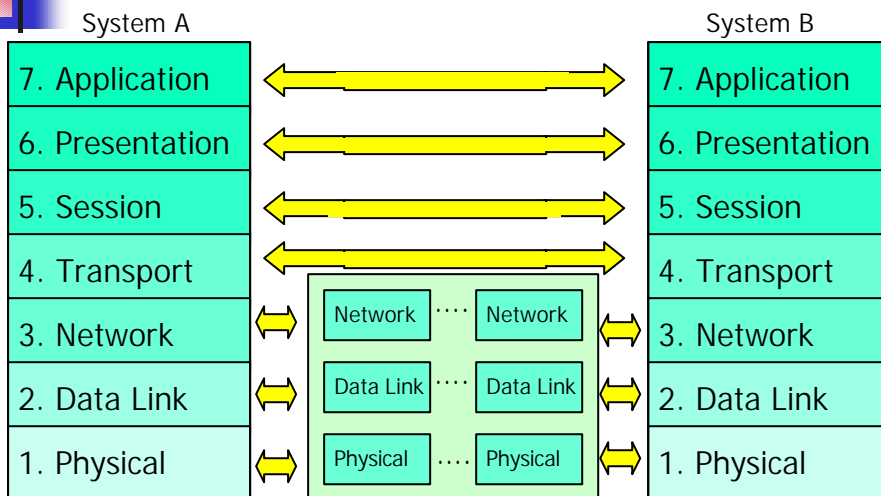 System A
System B
7. Application
7. Application
6. Presentation
6. Presentation
5. Session
5. Session
4. Transport
4. Transport
3. Network
Network .... Network
3. Network
2. Data Link
Data Link .... Data Link
2. Data Link
1. Physical
Physical .... Physical
1. Physical